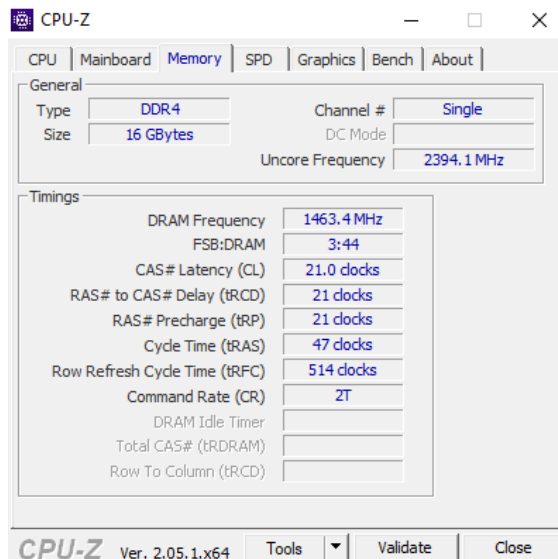 CPU-Z
CPU Mainboard Memory SPD Graphics Bench About
General
Type DDR4 Channel # Single
Size 16 GBytes DC Mode
Uncore Frequency 2394.1 MHz
Timings
DRAM Frequency 1463.4 MHz
FSB:DRAM 3:44
CAS# Latency (CL) 21.0 clocks
RAS# to CAS# Delay (tRCD) 21 clocks
RAS# Precharge (tRP) 21 clocks
Cycle Time (tRAS) 47 clocks
Row Refresh Cycle Time (tRFC) 514 clocks
Command Rate (CR) 2T
DRAM Idle Timer
Total CAS# (tRDRAM)
Row To Column (tRCD)
CPU-Z Ver. 2.05.1.x64 Tools Validate Close